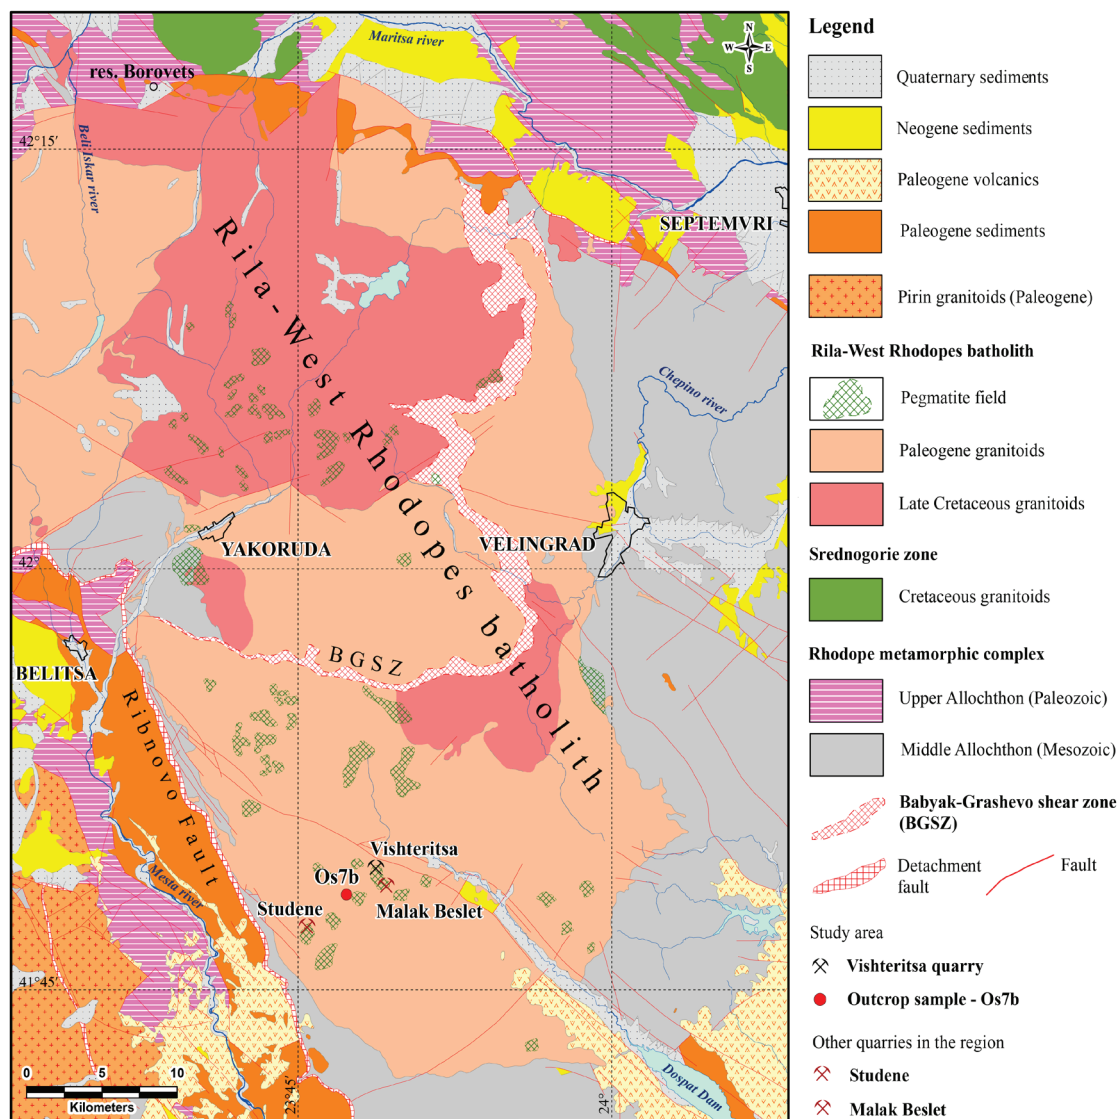 Maritsa river
N
W E
S
res. Borovets
42°15′
Beli Iskar river
SEPTEMVRI
Rila-West Rhodopes batholith
Chepino river
YAKORUDA
VELINGRAD
42°
BGSZ
BELITSA
Ribnovo Fault
Vishteritsa
Os7b
Mesta river
Malak Beslet
Studene
41°45′
0 5 10
Kilometers
23°45′
24°
Dospat Dam
Legend
Quaternary sediments
Neogene sediments
Paleogene volcanics
Paleogene sediments
Pirin granitoids (Paleogene)
Rila-West Rhodopes batholith
Pegmatite field
Paleogene granitoids
Late Cretaceous granitoids
Srednogorie zone
Cretaceous granitoids
Rhodope metamorphic complex
Upper Allochthon (Paleozoic)
Middle Allochthon (Mesozoic)
Babyak-Grashevo shear zone
(BGSZ)
Detachment
fault
Fault
Study area
Vishteritsa quarry
Outcrop sample - Os7b
Other quarries in the region
Studene
Malak Beslet